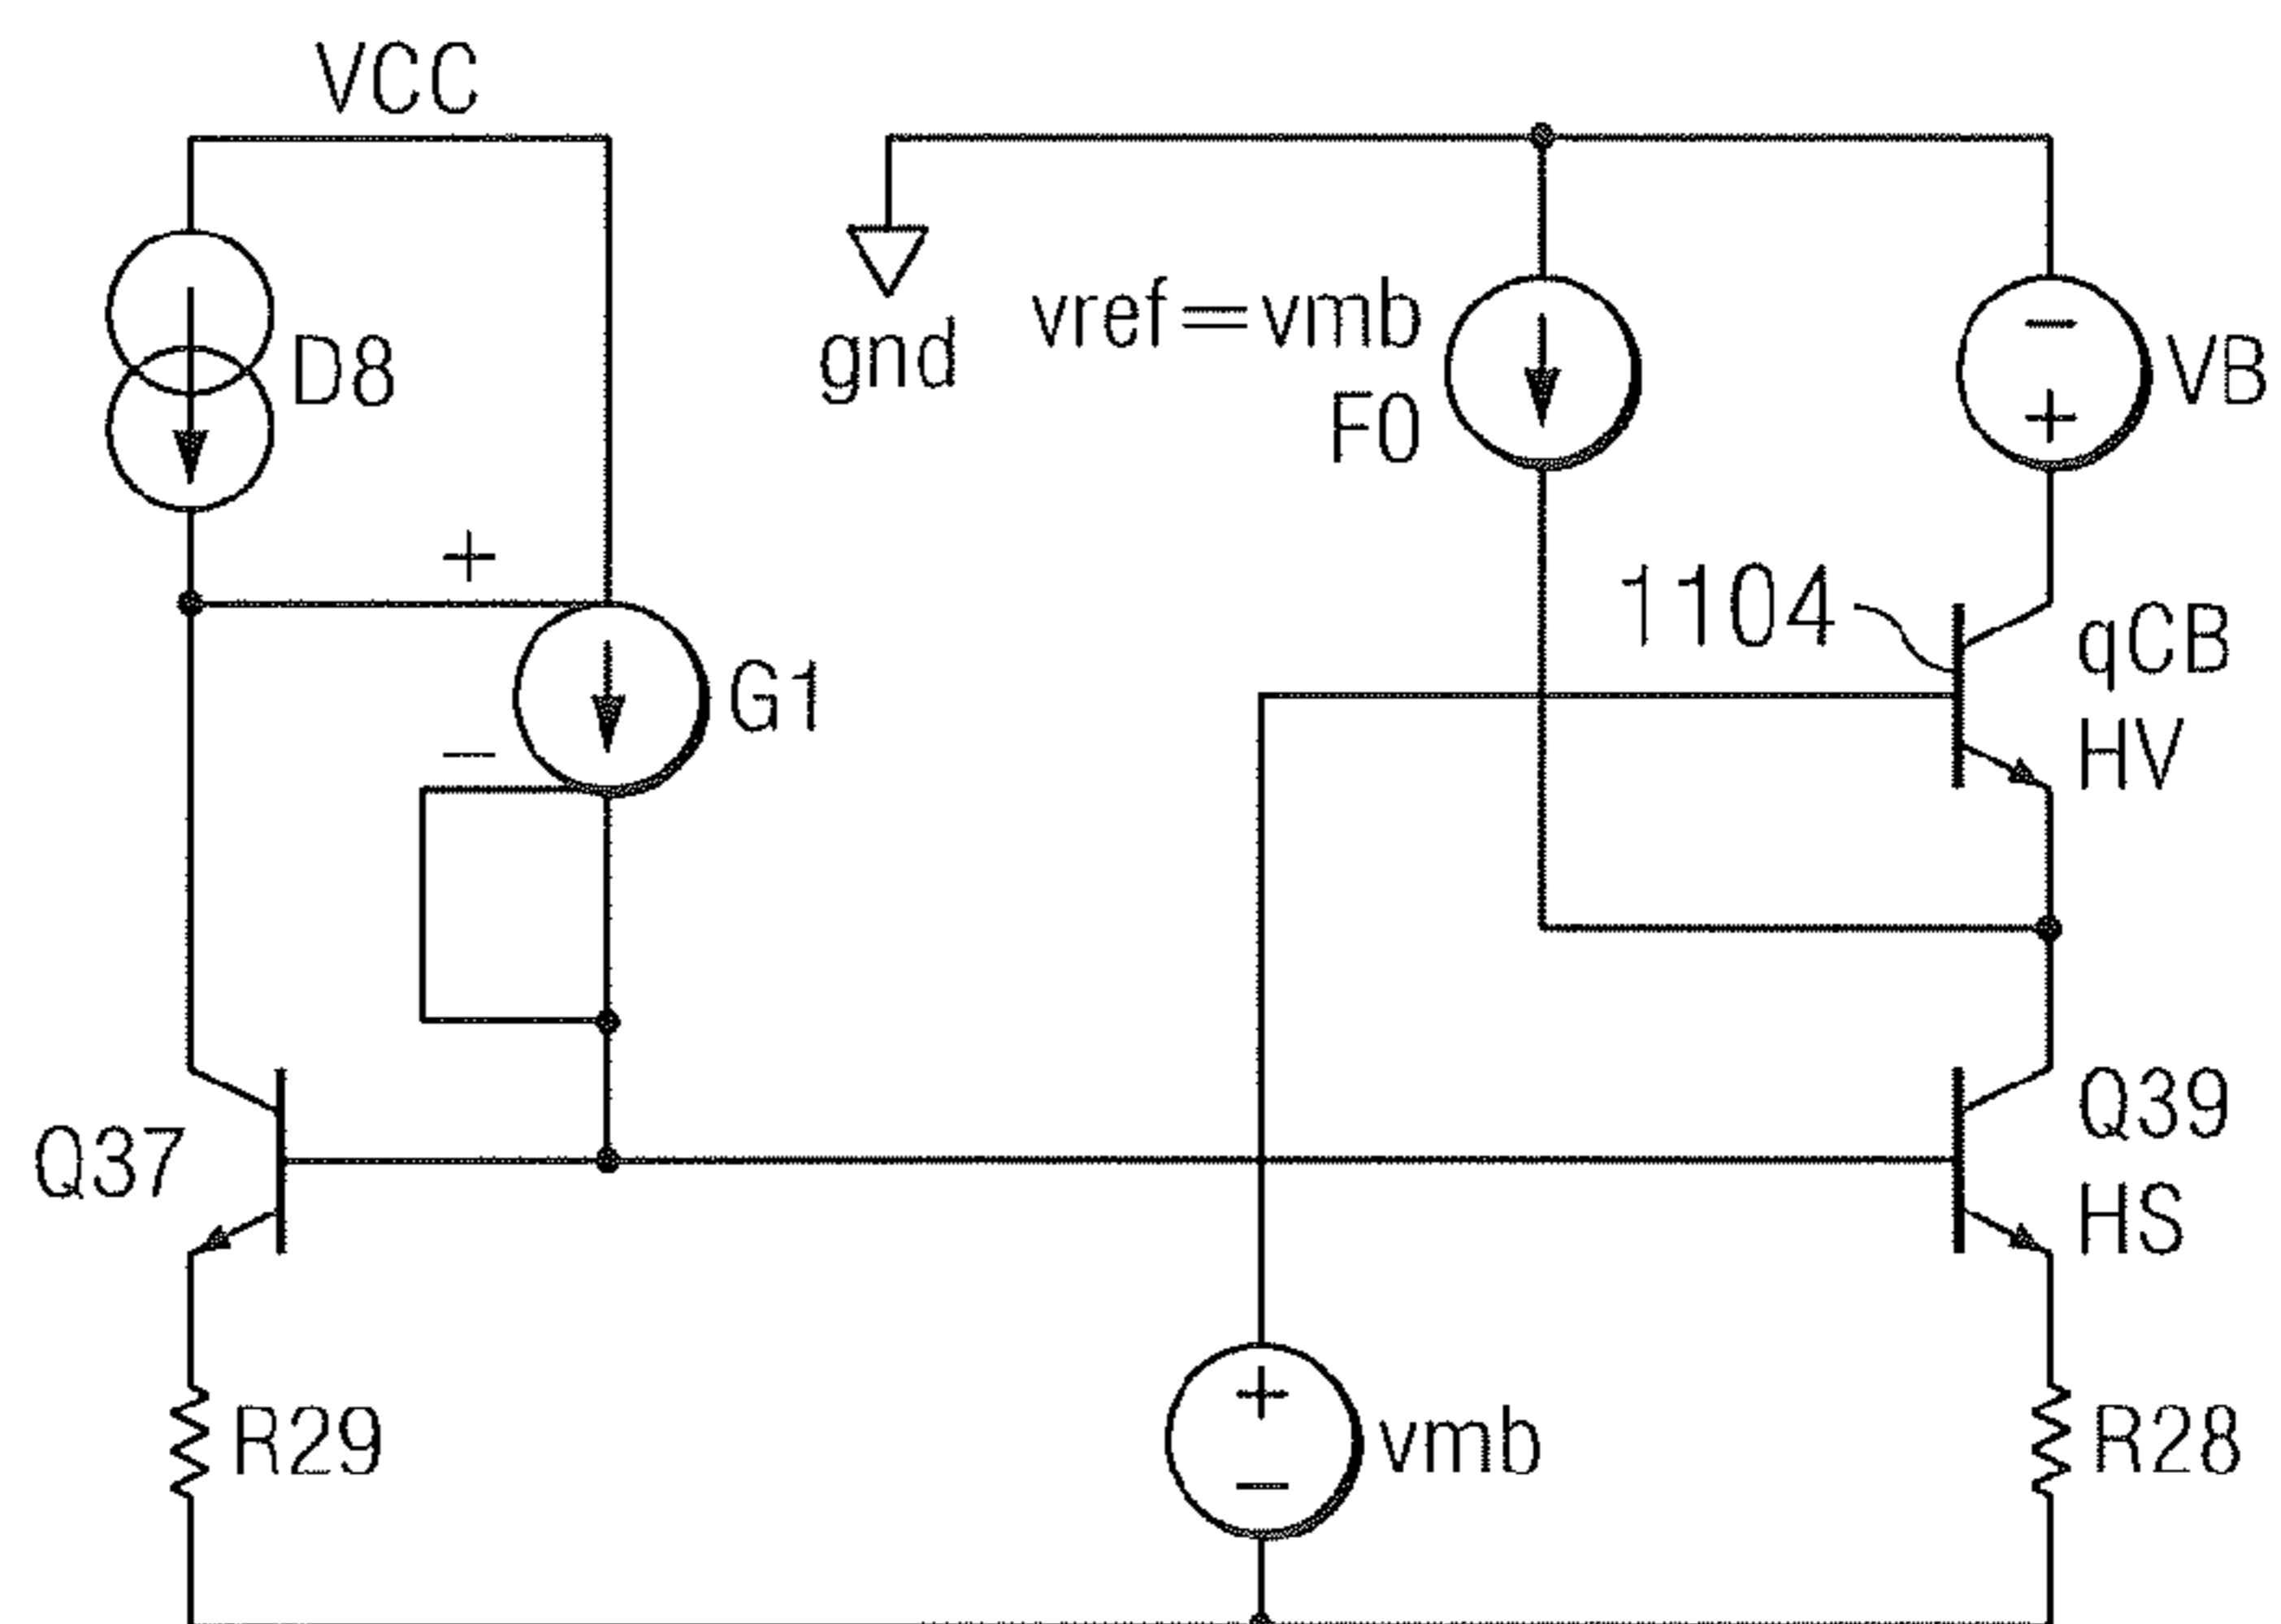 VCC
D8
+
−
G1
gnd
vref=vmb
F0
−
+
VB
1104
qCB
HV
Q37
Q39
HS
R29
+
−
vmb
R28